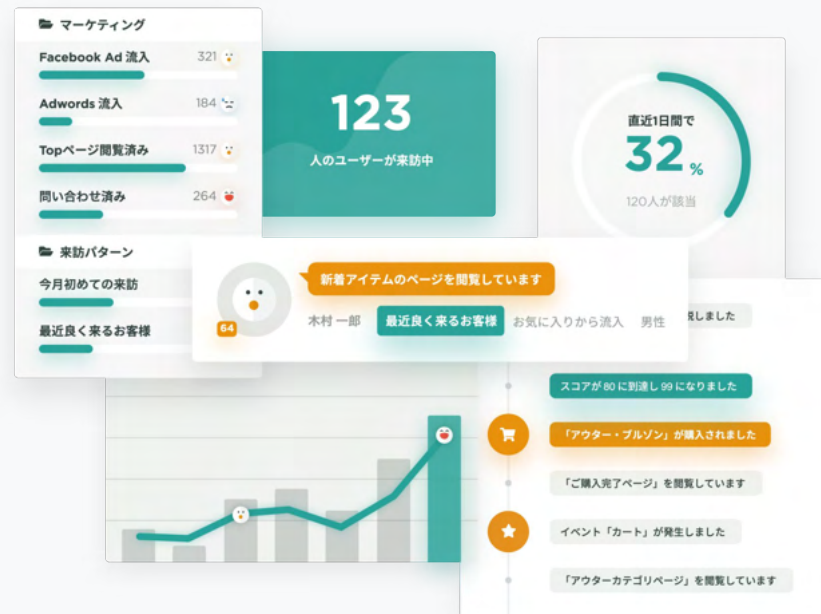 マーケティング
Facebook Ad 流入 321
Adwords 流入 184
Topページ閲覧済み 1317
問い合わせ済み 264
来訪パターン
今月初めての来訪
最近良く来るお客様
123
人のユーザーが来訪中
直近1日間で
32 %
120人が該当
新着アイテムのページを閲覧しています
64
木村 一郎 最近良く来るお客様 お気に入りから流入 男性
しました
スコアが 80 に到達し 99 になりました
「アウター・ブルゾン」が購入されました
「ご購入完了ページ」を閲覧しています
イベント「カート」が発生しました
「アウターカテゴリページ」を閲覧しています